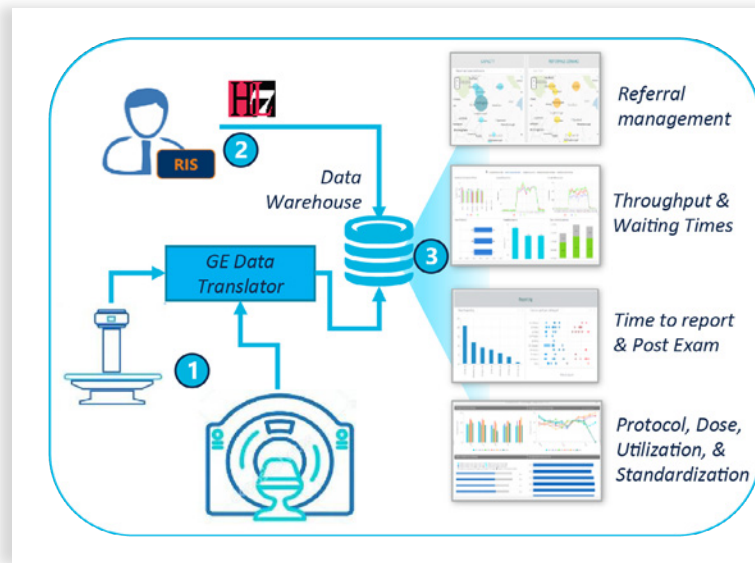 HL7
2
RIS
Data
Warehouse
3
GE Data
Translator
1
Referral
management
Throughput &
Waiting Times
Time to report
& Post Exam
Protocol, Dose,
Utilization, &
Standardization